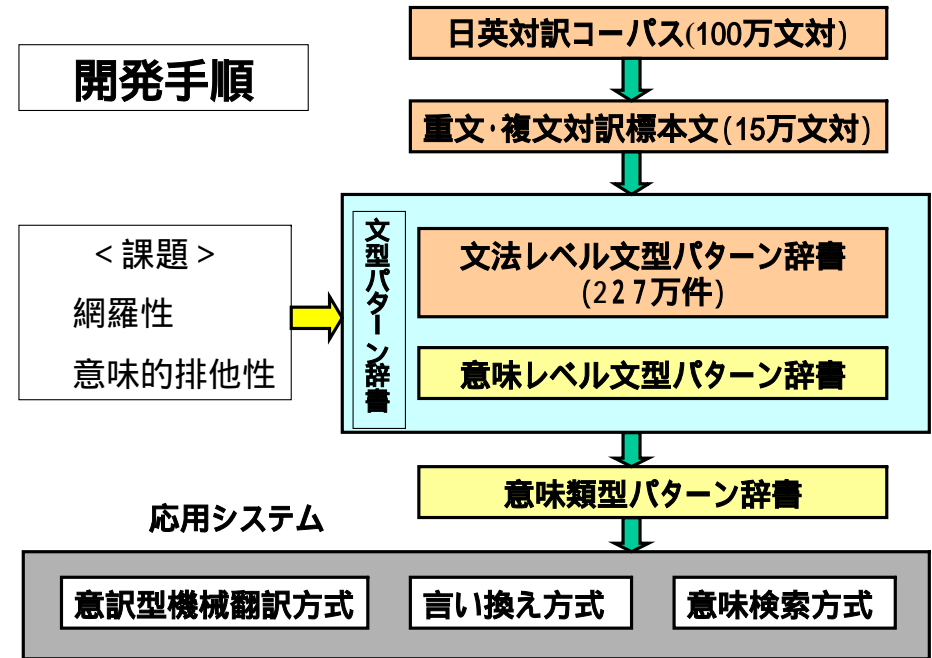 開発手順
日英対訳コーパス(100万文対)
重文・複文対訳標本文(15万文対)
＜課題＞
網羅性
意味的排他性
文型パターン辞書
文法レベル文型パターン辞書
(227万件)
意味レベル文型パターン辞書
意味類型パターン辞書
応用システム
意訳型機械翻訳方式
言い換え方式
意味検索方式